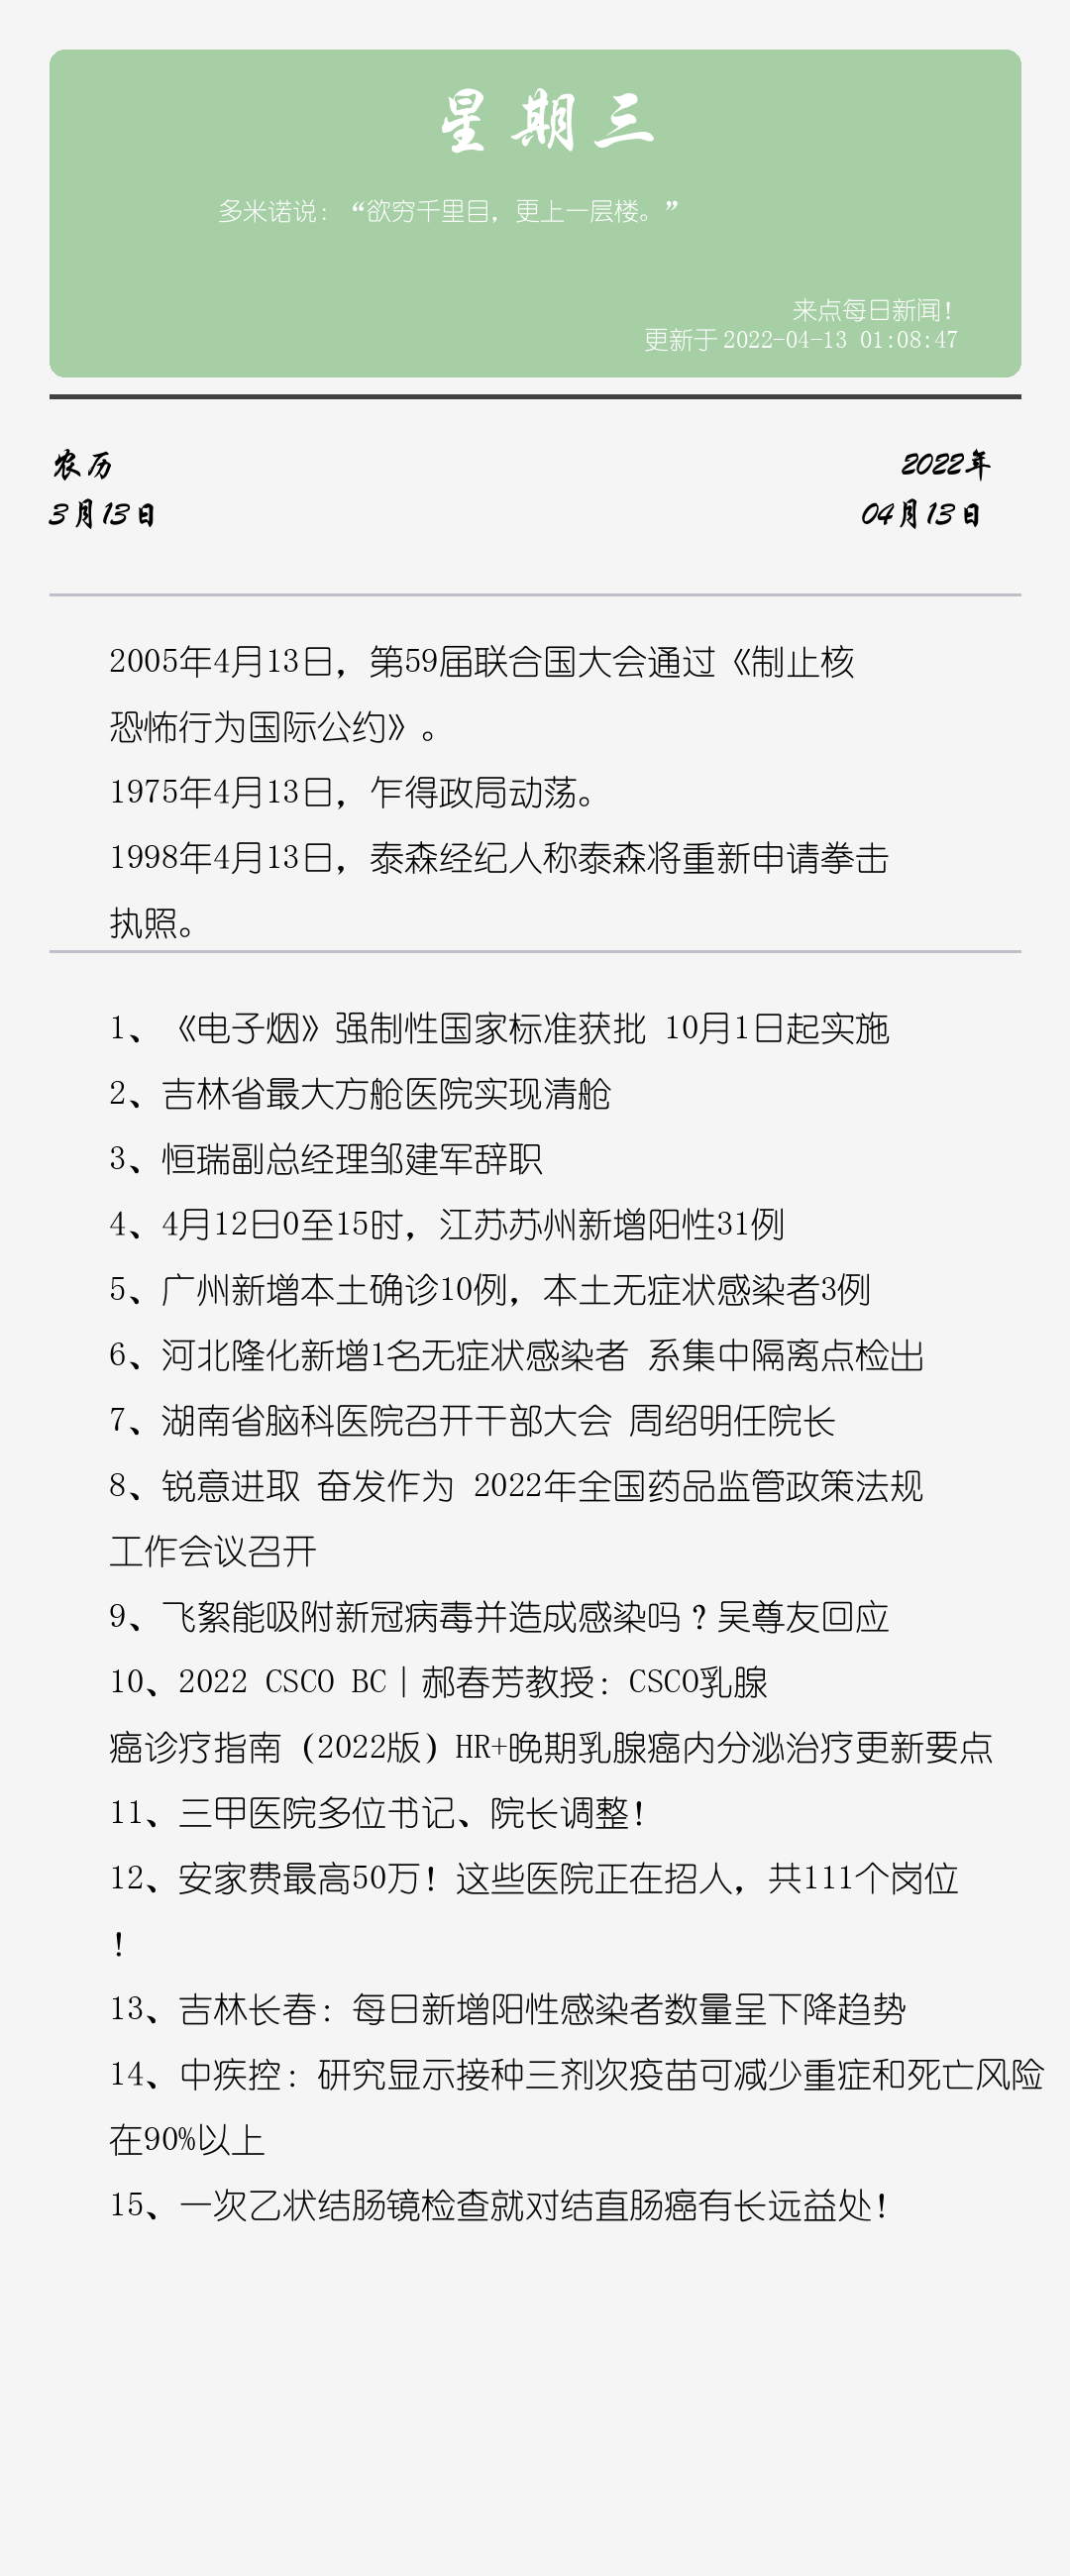 星期三
多米诺说：“欲穷千里目，更上一层楼。”
来点每日新闻！
更新于 2022-04-13 01:08:47
农历
2022年
3月13日
04月13日
2005年4月13日，第59届联合国大会通过《制止核
恐怖行为国际公约》。
1975年4月13日，乍得政局动荡。
1998年4月13日，泰森经纪人称泰森将重新申请拳击
执照。
1、《电子烟》强制性国家标准获批 10月1日起实施
2、吉林省最大方舱医院实现清舱
3、恒瑞副总经理邹建军辞职
4、4月12日0至15时，江苏苏州新增阳性31例
5、广州新增本土确诊10例，本土无症状感染者3例
6、河北隆化新增1名无症状感染者 系集中隔离点检出
7、湖南省脑科医院召开干部大会 周绍明任院长
8、锐意进取 奋发作为 2022年全国药品监管政策法规
工作会议召开
9、飞絮能吸附新冠病毒并造成感染吗？吴尊友回应
10、2022 CSCO BC｜郝春芳教授：CSCO乳腺
癌诊疗指南（2022版）HR+晚期乳腺癌内分泌治疗更新要点
11、三甲医院多位书记、院长调整！
12、安家费最高50万！这些医院正在招人，共111个岗位
！
13、吉林长春：每日新增阳性感染者数量呈下降趋势
14、中疾控：研究显示接种三剂次疫苗可减少重症和死亡风险
在90%以上
15、一次乙状结肠镜检查就对结直肠癌有长远益处！